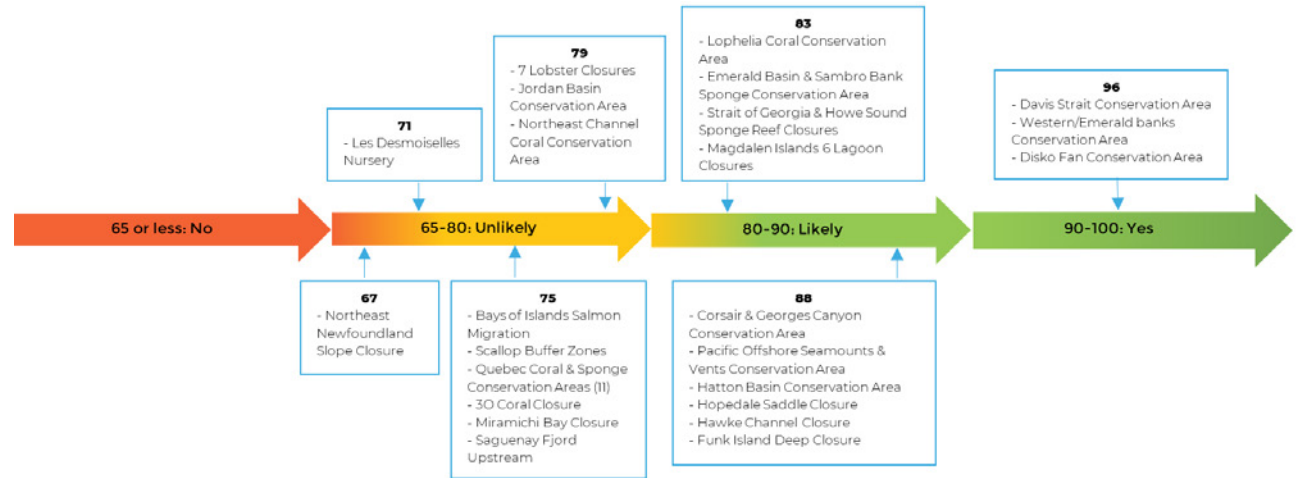 83
- Lophelia Coral Conservation
Area
- Emerald Basin & Sambro Bank
Sponge Conservation Area
- Strait of Georgia & Howe Sound
Sponge Reef Closures
- Magdalen Islands 6 Lagoon
Closures
79
- 7 Lobster Closures
- Jordan Basin
Conservation Area
- Northeast Channel
Coral Conservation
Area
96
- Davis Strait Conservation Area
- Western/Emerald banks
Conservation Area
- Disko Fan Conservation Area
71
- Les Desmoiselles
Nursery
65 or less: No
65-80: Unlikely
80-90: Likely
90-100: Yes
67
- Northeast
Newfoundland
Slope Closure
75
- Bays of Islands Salmon
Migration
- Scallop Buffer Zones
- Quebec Coral & Sponge
Conservation Areas (11)
- 3O Coral Closure
- Miramichi Bay Closure
- Saguenay Fjord
Upstream
88
- Corsair & Georges Canyon
Conservation Area
- Pacific Offshore Seamounts &
Vents Conservation Area
- Hatton Basin Conservation Area
- Hopedale Saddle Closure
- Hawke Channel Closure
- Funk Island Deep Closure